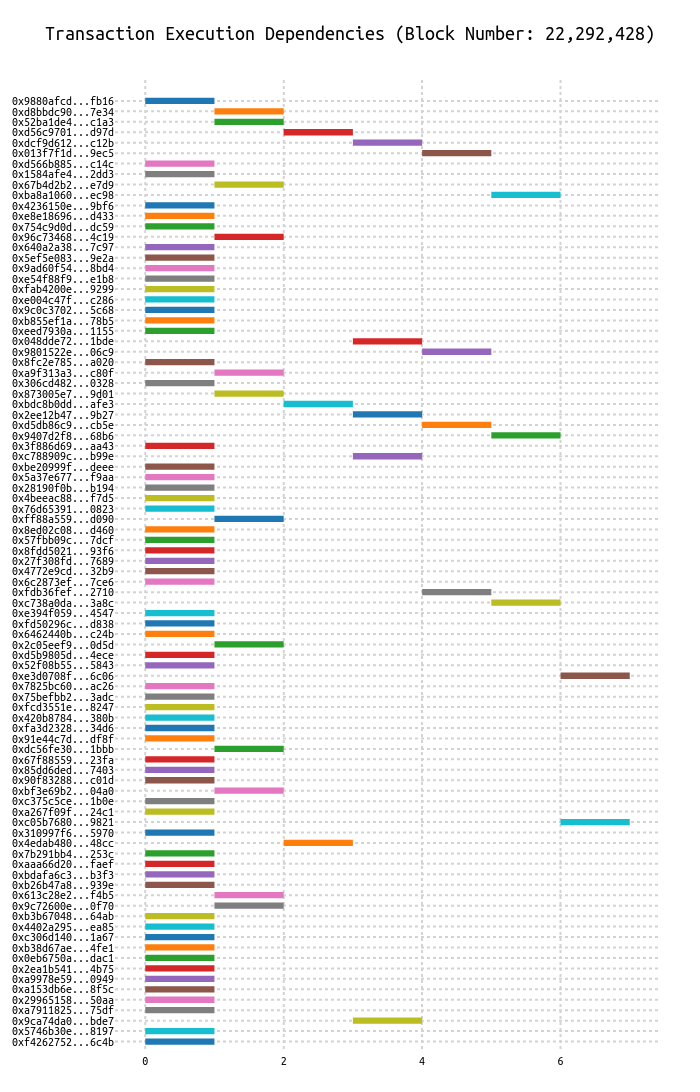 Transaction Execution Dependencies (Block Number: 22,292,428)
0x9880afcd...fb16
0xd8bbdc90...7e34
0x52ba1de4...c1a3
0xd56c9701...d97d
0xdcf9d612...c12b
0x013f7f1d...9ec5
0xd566b885...c14c
0x1584afe4...2dd3
0x67b4d2b2...e7d9
0xba8a1060...ec98
0x4236150e...9bf6
0xe8e18696...d433
0x754c9d0d...dc59
0x96c73468...4c19
0x640a2a38...7c97
0x5ef5e083...9e2a
0x9ad60f54...8bd4
0xe54f88f9...e1b8
0xfab4200e...9299
0xe004c47f...c286
0x9c0c3702...5c68
0xb855ef1a...78b5
0xeed7930a...1155
0x048dde72...1bde
0x9801522e...06c9
0x8fc2e785...a020
0xa9f313a3...c80f
0x306cd482...0328
0x873005e7...9d01
0xbdc8b0dd...afe3
0x2ee12b47...9b27
0xd5db86c9...cb5e
0x9407d2f8...68b6
0x3f886d69...aa43
0xc788909c...b99e
0xbe20999f...deee
0x5a37e677...f9aa
0x28190f0b...b194
0x4beeac88...f7d5
0x76d65391...0823
0xff88a559...d090
0x8ed02c08...d460
0x57fbb09c...7dcf
0x8fdd5021...93f6
0x27f308fd...7689
0x4772e9cd...32b9
0x6c2873ef...7ce6
0xfdb36fef...2710
0xc738a0da...3a8c
0xe394f059...4547
0xfd50296c...d838
0x6462440b...c24b
0x2c05eef9...0d5d
0xd5b9805d...4ece
0x52f08b55...5843
0xe3d0708f...6c06
0x7825bc60...ac26
0x75befbb2...3adc
0xfcd3551e...8247
0x420b8784...380b
0xfa3d2328...34d6
0x91e44c7d...df8f
0xdc56fe30...1bbb
0x67f88559...23fa
0x85dd6ded...7403
0x90f83288...c01d
0xbf3e69b2...04a0
0xc375c5ce...1b0e
0xa267f09f...24c1
0xc05b7680...9821
0x310997f6...5970
0x4edab480...48cc
0x7b291bb4...253c
0xaaa66d20...faef
0xbdafa6c3...b3f3
0xb26b47a8...939e
0x613c28e2...f4b5
0x9c72600e...0f70
0xb3b67048...64ab
0x4402a295...ea85
0xc306d140...1a67
0xb38d67ae...4fe1
0x0eb6750a...dac1
0x2ea1b541...4b75
0xa9978e59...0949
0xa153db6e...8f5c
0x29965158...50aa
0xa7911825...75df
0x9ca74da0...bde7
0x5746b30e...8197
0xf4262752...6c4b
0 2 4 6